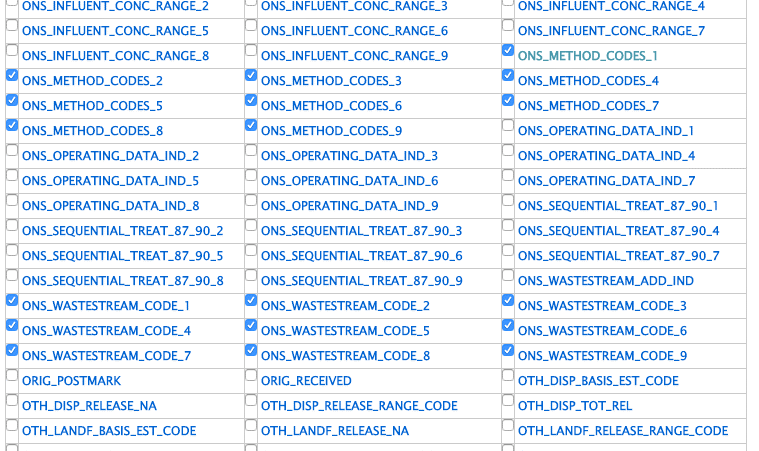 ONS_INFLUENT_CONC_RANGE_2 ONS_INFLUENT_CONC_RANGE_3 ONS_INFLUENT_CONC_RANGE_4
ONS_INFLUENT_CONC_RANGE_5 ONS_INFLUENT_CONC_RANGE_6 ONS_INFLUENT_CONC_RANGE_7
ONS_INFLUENT_CONC_RANGE_8 ONS_INFLUENT_CONC_RANGE_9 ONS_METHOD_CODES_1
ONS_METHOD_CODES_2 ONS_METHOD_CODES_3 ONS_METHOD_CODES_4
ONS_METHOD_CODES_5 ONS_METHOD_CODES_6 ONS_METHOD_CODES_7
ONS_METHOD_CODES_8 ONS_METHOD_CODES_9 ONS_OPERATING_DATA_IND_1
ONS_OPERATING_DATA_IND_2 ONS_OPERATING_DATA_IND_3 ONS_OPERATING_DATA_IND_4
ONS_OPERATING_DATA_IND_5 ONS_OPERATING_DATA_IND_6 ONS_OPERATING_DATA_IND_7
ONS_OPERATING_DATA_IND_8 ONS_OPERATING_DATA_IND_9 ONS_SEQUENTIAL_TREAT_87_90_1
ONS_SEQUENTIAL_TREAT_87_90_2 ONS_SEQUENTIAL_TREAT_87_90_3 ONS_SEQUENTIAL_TREAT_87_90_4
ONS_SEQUENTIAL_TREAT_87_90_5 ONS_SEQUENTIAL_TREAT_87_90_6 ONS_SEQUENTIAL_TREAT_87_90_7
ONS_SEQUENTIAL_TREAT_87_90_8 ONS_SEQUENTIAL_TREAT_87_90_9 ONS_WASTESTREAM_ADD_IND
ONS_WASTESTREAM_CODE_1 ONS_WASTESTREAM_CODE_2 ONS_WASTESTREAM_CODE_3
ONS_WASTESTREAM_CODE_4 ONS_WASTESTREAM_CODE_5 ONS_WASTESTREAM_CODE_6
ONS_WASTESTREAM_CODE_7 ONS_WASTESTREAM_CODE_8 ONS_WASTESTREAM_CODE_9
ORIG_POSTMARK ORIG_RECEIVED OTH_DISP_BASIS_EST_CODE
OTH_DISP_RELEASE_NA OTH_DISP_RELEASE_RANGE_CODE OTH_DISP_TOT_REL
OTH_LANDF_BASIS_EST_CODE OTH_LANDF_RELEASE_NA OTH_LANDF_RELEASE_RANGE_CODE